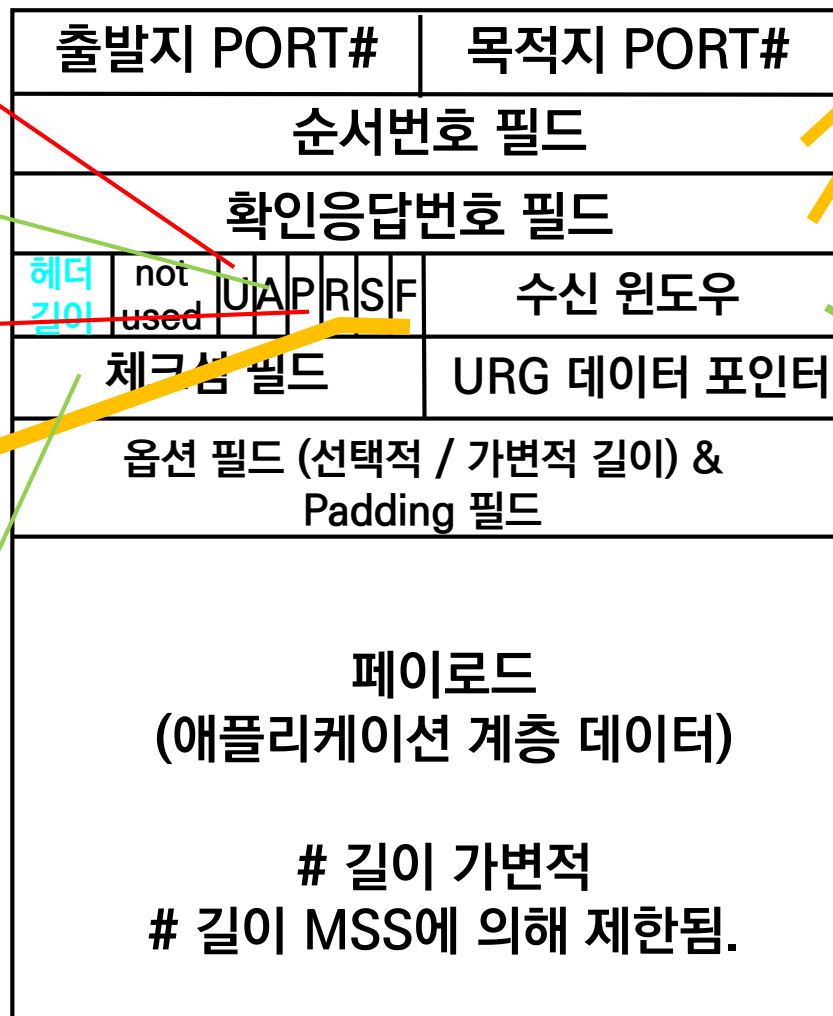 출발지 PORT#
목적지 PORT#
순서번호 필드
확인응답번호 필드
헤더
길이
not
used
U A P R S F
수신 윈도우
체크섬 필드
URG 데이터 포인터
옵션 필드 (선택적 / 가변적 길이) &
Padding 필드
페이로드
(애플리케이션 계층 데이터)
# 길이 가변적
# 길이 MSS에 의해 제한됨.